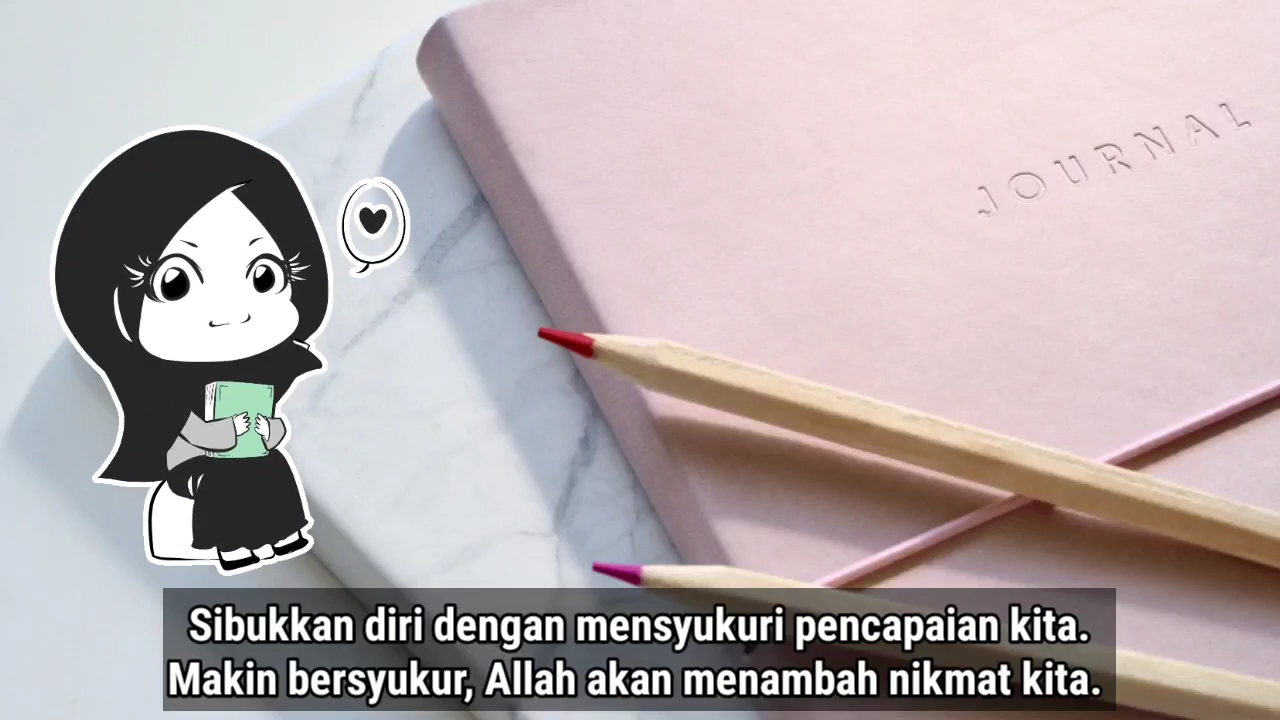 JOURNAL
Sibukkan diri dengan mensyukuri pencapaian kita.
Makin bersyukur, Allah akan menambah nikmat kita.